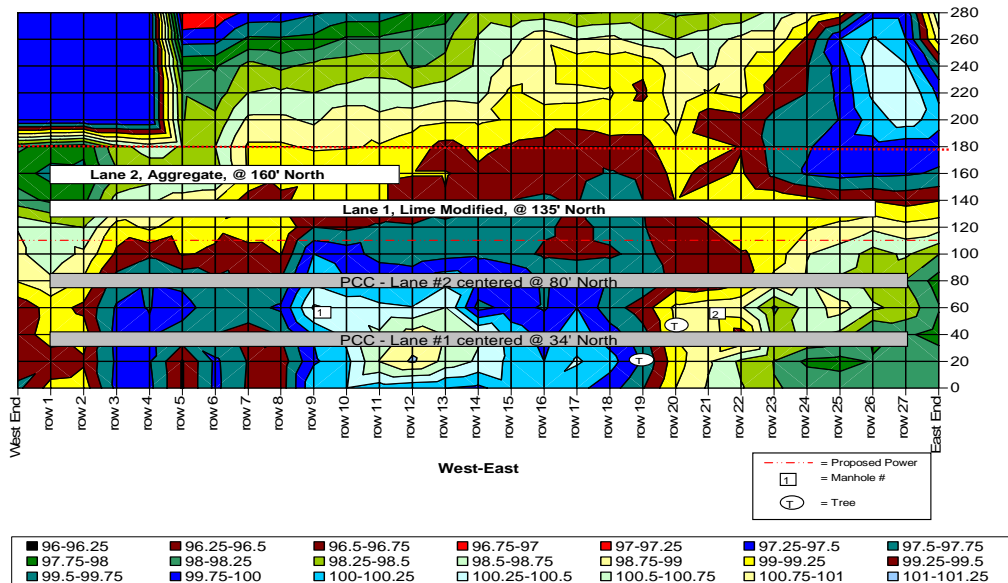 280
260
240
220
200
180
160
140
120
100
80
60
40
20
0
Lane 2, Aggregate, @ 160' North
Lane 1, Lime Modified, @ 135' North
PCC - Lane #2 centered @ 80' North
1
2
T
PCC - Lane #1 centered @ 34' North
T
West End
row 1
row 2
row 3
row 4
row 5
row 6
row 7
row 8
row 9
row 10
row 11
row 12
row 13
row 14
row 15
row 16
row 17
row 18
row 19
row 20
row 21
row 22
row 23
row 24
row 25
row 26
row 27
East End
West-East
= Proposed Power
1 = Manhole #
T = Tree
96-96.25 96.25-96.5 96.5-96.75 96.75-97 97-97.25 97.25-97.5 97.5-97.75
97.75-98 98-98.25 98.25-98.5 98.5-98.75 98.75-99 99-99.25 99.25-99.5
99.5-99.75 99.75-100 100-100.25 100.25-100.5 100.5-100.75 100.75-101 101-101.25